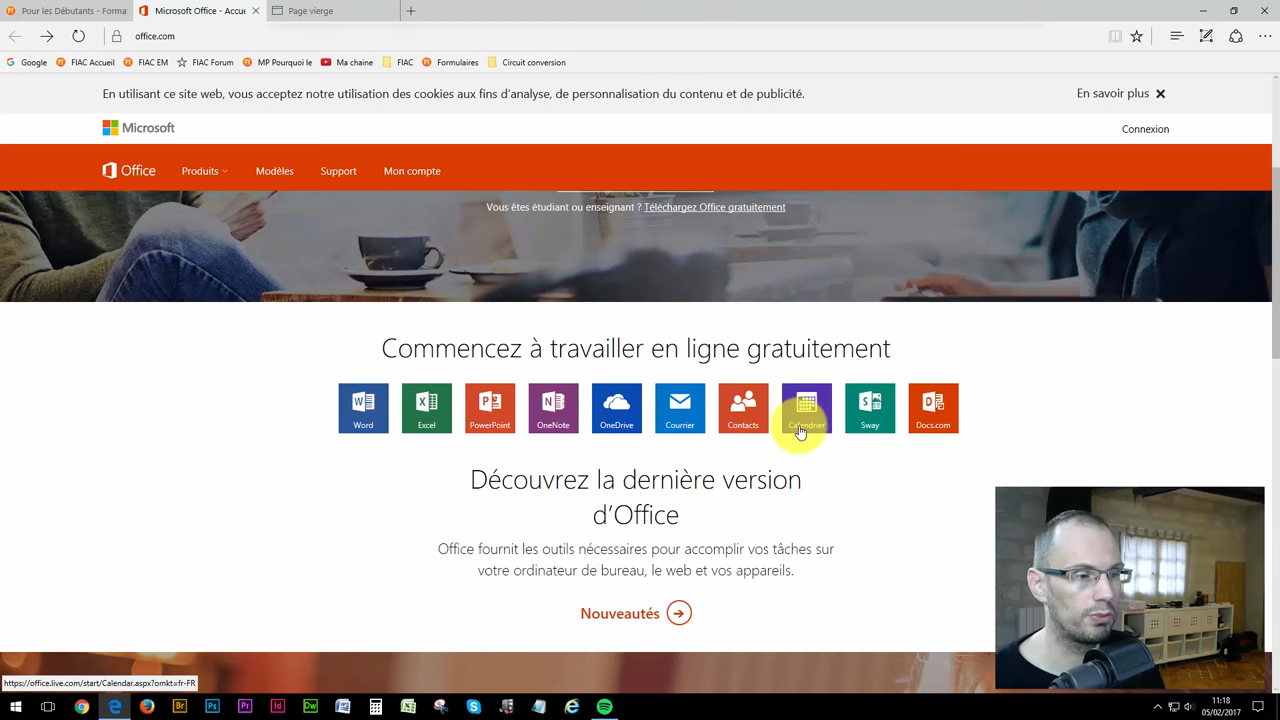 Pour les Débutants - Forma
Microsoft Office - Accue
Page vierge
office.com
Google
FIAC Accueil
FIAC EM
FIAC Forum
MP Pourquoi le
Ma chaine
FIAC
Formulaires
Circuit conversion
En utilisant ce site web, vous acceptez notre utilisation des cookies aux fins d’analyse, de personnalisation du contenu et de publicité.
En savoir plus
Microsoft
Connexion
Office
Produits
Modèles
Support
Mon compte
Vous êtes étudiant ou enseignant ? Téléchargez Office gratuitement
Commencez à travailler en ligne gratuitement
Word
Excel
PowerPoint
OneNote
OneDrive
Courrier
Contacts
Calendrier
Sway
Docs.com
Découvrez la dernière version
d’Office
Office fournit les outils nécessaires pour accomplir vos tâches sur
votre ordinateur de bureau, le web et vos appareils.
Nouveautés
https://office.live.com/start/Calendar.aspx?omkt=fr-FR
Br
Ps
Pr
Id
Dw
11:18
05/02/2017